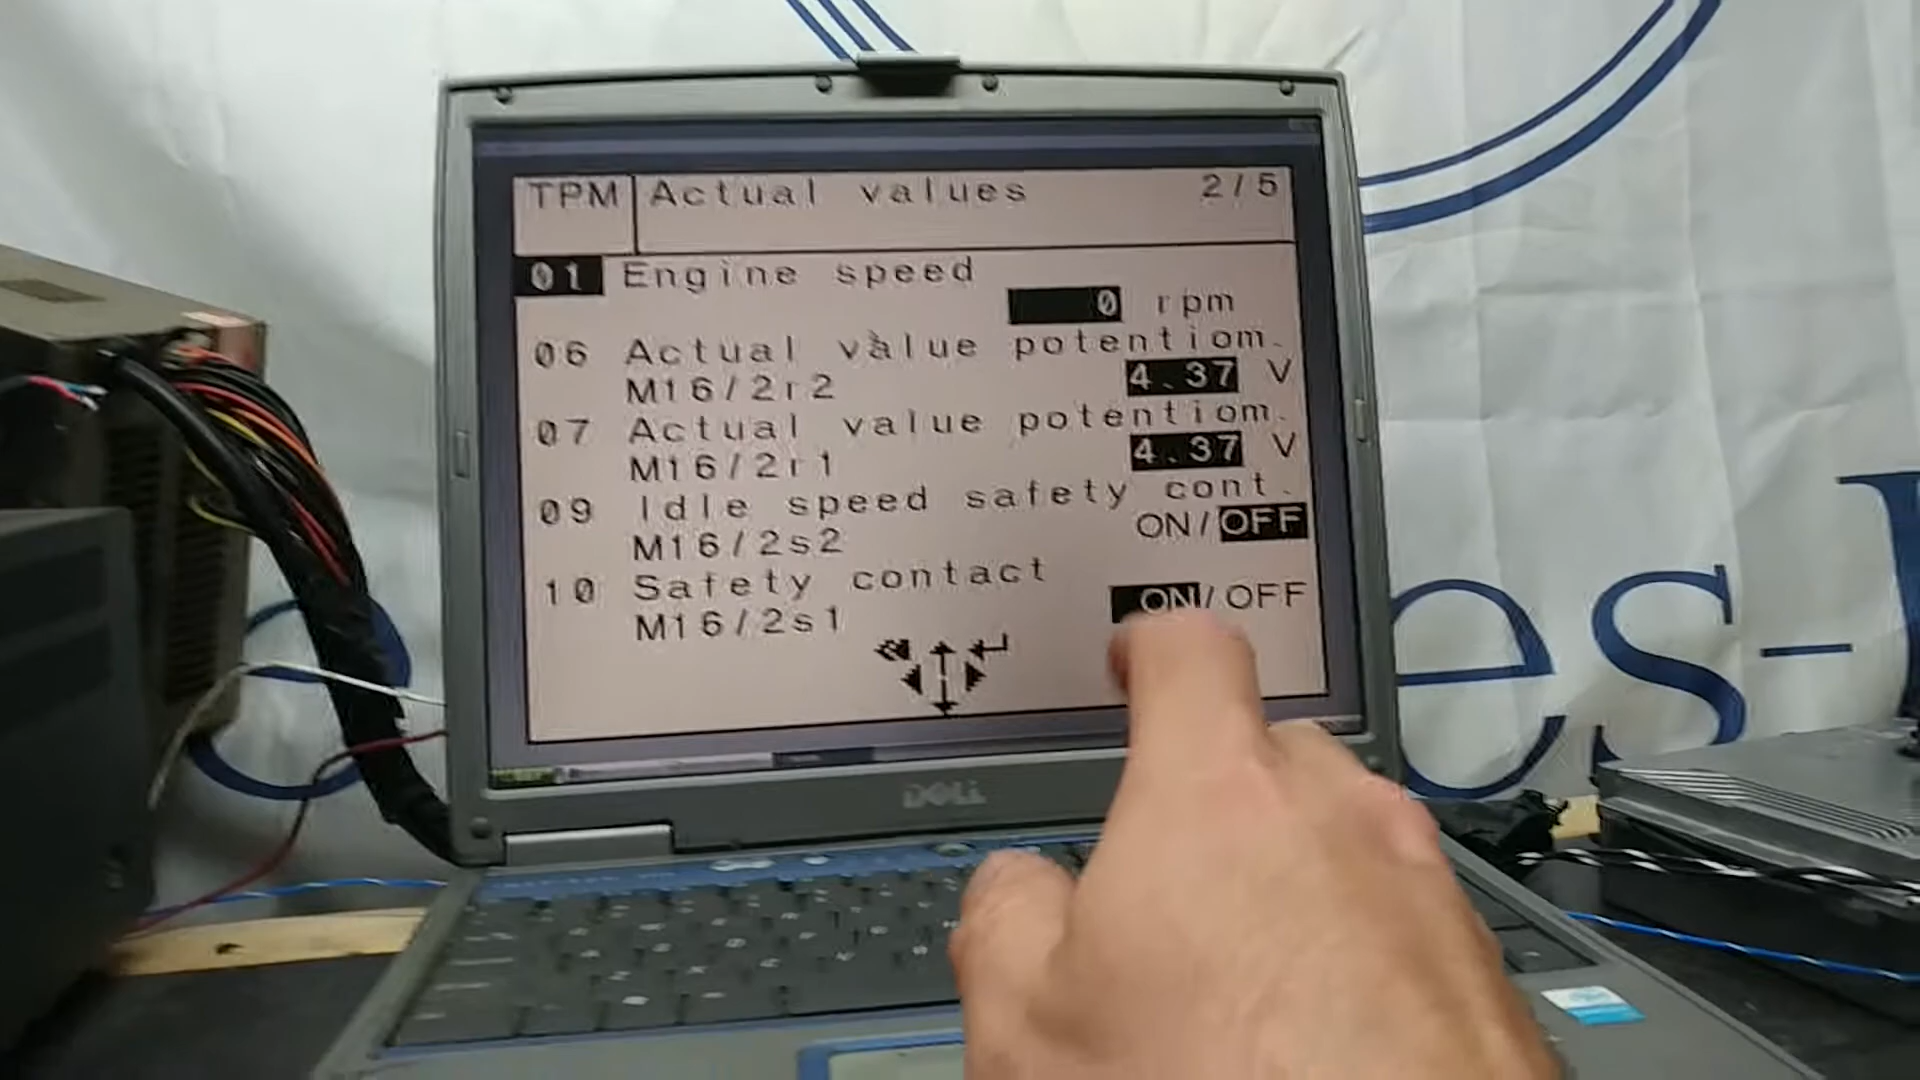 TPM Actual values 2/5
01 Engine speed
0 rpm
06 Actual value potentiom.
M16/2r2 4.37 V
07 Actual value potentiom.
M16/2r1 4.37 V
09 Idle speed safety cont.
M16/2s2 ON/OFF
10 Safety contact
M16/2s1 ON/OFF
DELL
e es-